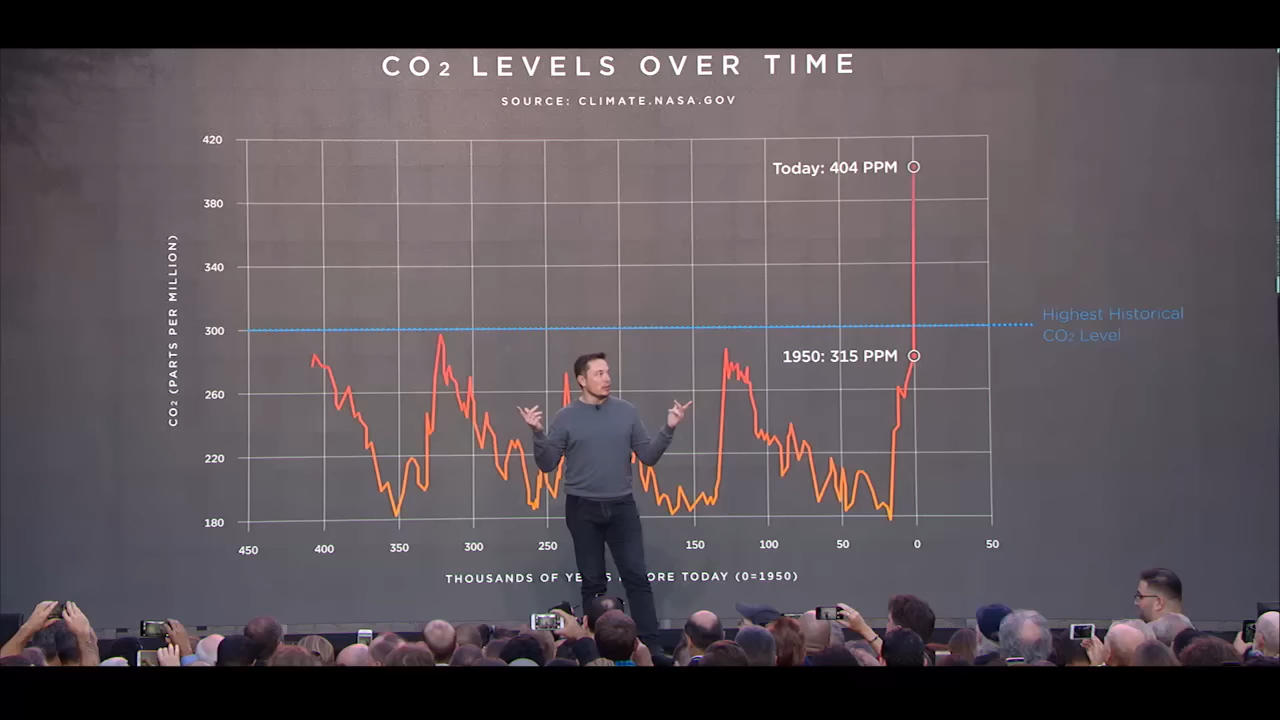 CO2 LEVELS OVER TIME
SOURCE: CLIMATE.NASA.GOV
420
Today: 404 PPM
380
340
300
Highest Historical
CO2 Level
1950: 315 PPM
260
220
180
CO2 (PARTS PER MILLION)
450 400 350 300 250 150 100 50 0 50
THOUSANDS OF TODAY (0=1950)